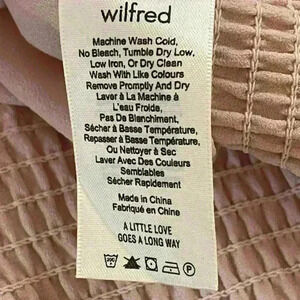 wilfred
Machine Wash Cold,
No Bleach, Tumble Dry Low,
Low Iron, Or Dry Clean
Wash With Like Colours
Remove Promptly And Dry
Laver À La Machine À
L'eau Froide,
Pas De Blanchiment,
Sécher À Basse Température,
Repasser À Basse Température,
Ou Nettoyer À Sec
Laver Avec Des Couleurs
Semblables
Sécher Rapidement
Made in China
Fabriqué en Chine
A LITTLE LOVE
GOES A LONG WAY